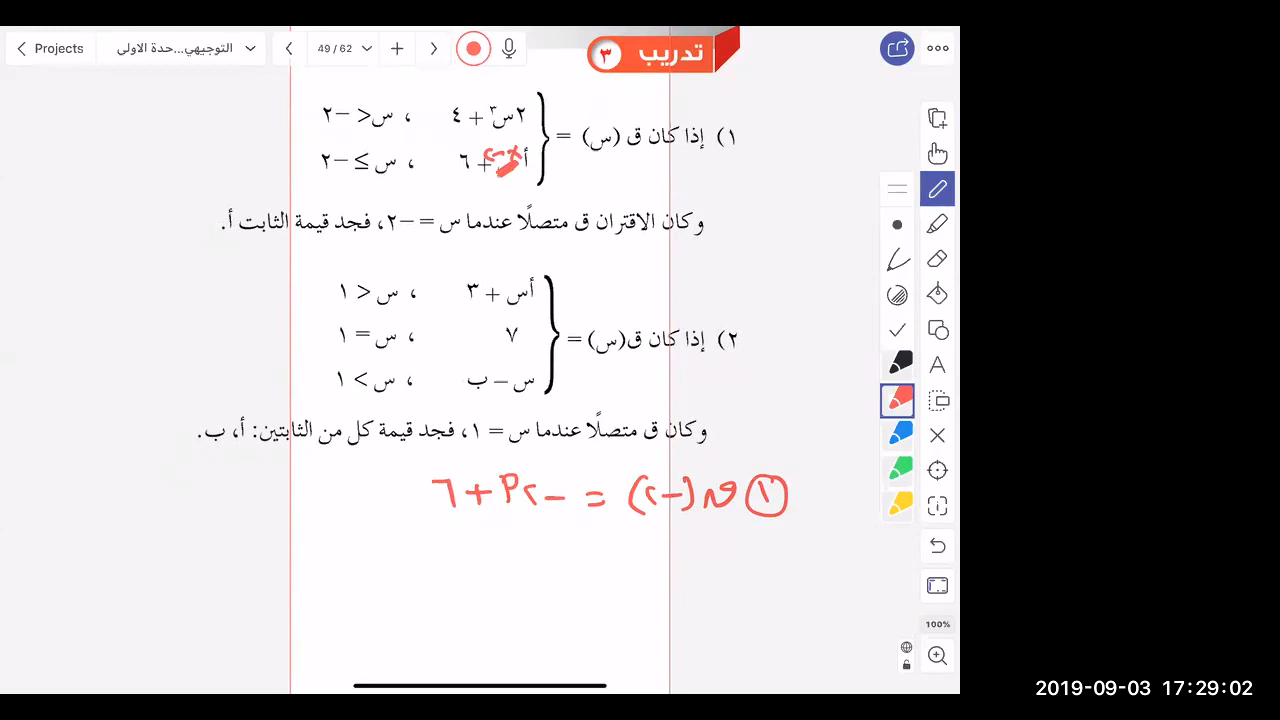 Projects
التوجيهي...حدة الاولى
49 / 62
تدريب ٣
١) إذا كان ق (س) =
٢س٣ + ٤ ، س < –٢
أ + ٦ ، س ≥ –٢
وكان الاقتران ق متصلًا عندما س = –٢، فجد قيمة الثابت أ.
٢) إذا كان ق(س) =
أس + ٣ ، س < ١
٧ ، س = ١
س – ب ، س > ١
وكان ق متصلًا عندما س = ١، فجد قيمة كل من الثابتين: أ، ب.
١ ق(-٢) = -٢أ + ٦
A
100%
2019-09-03 17:29:02